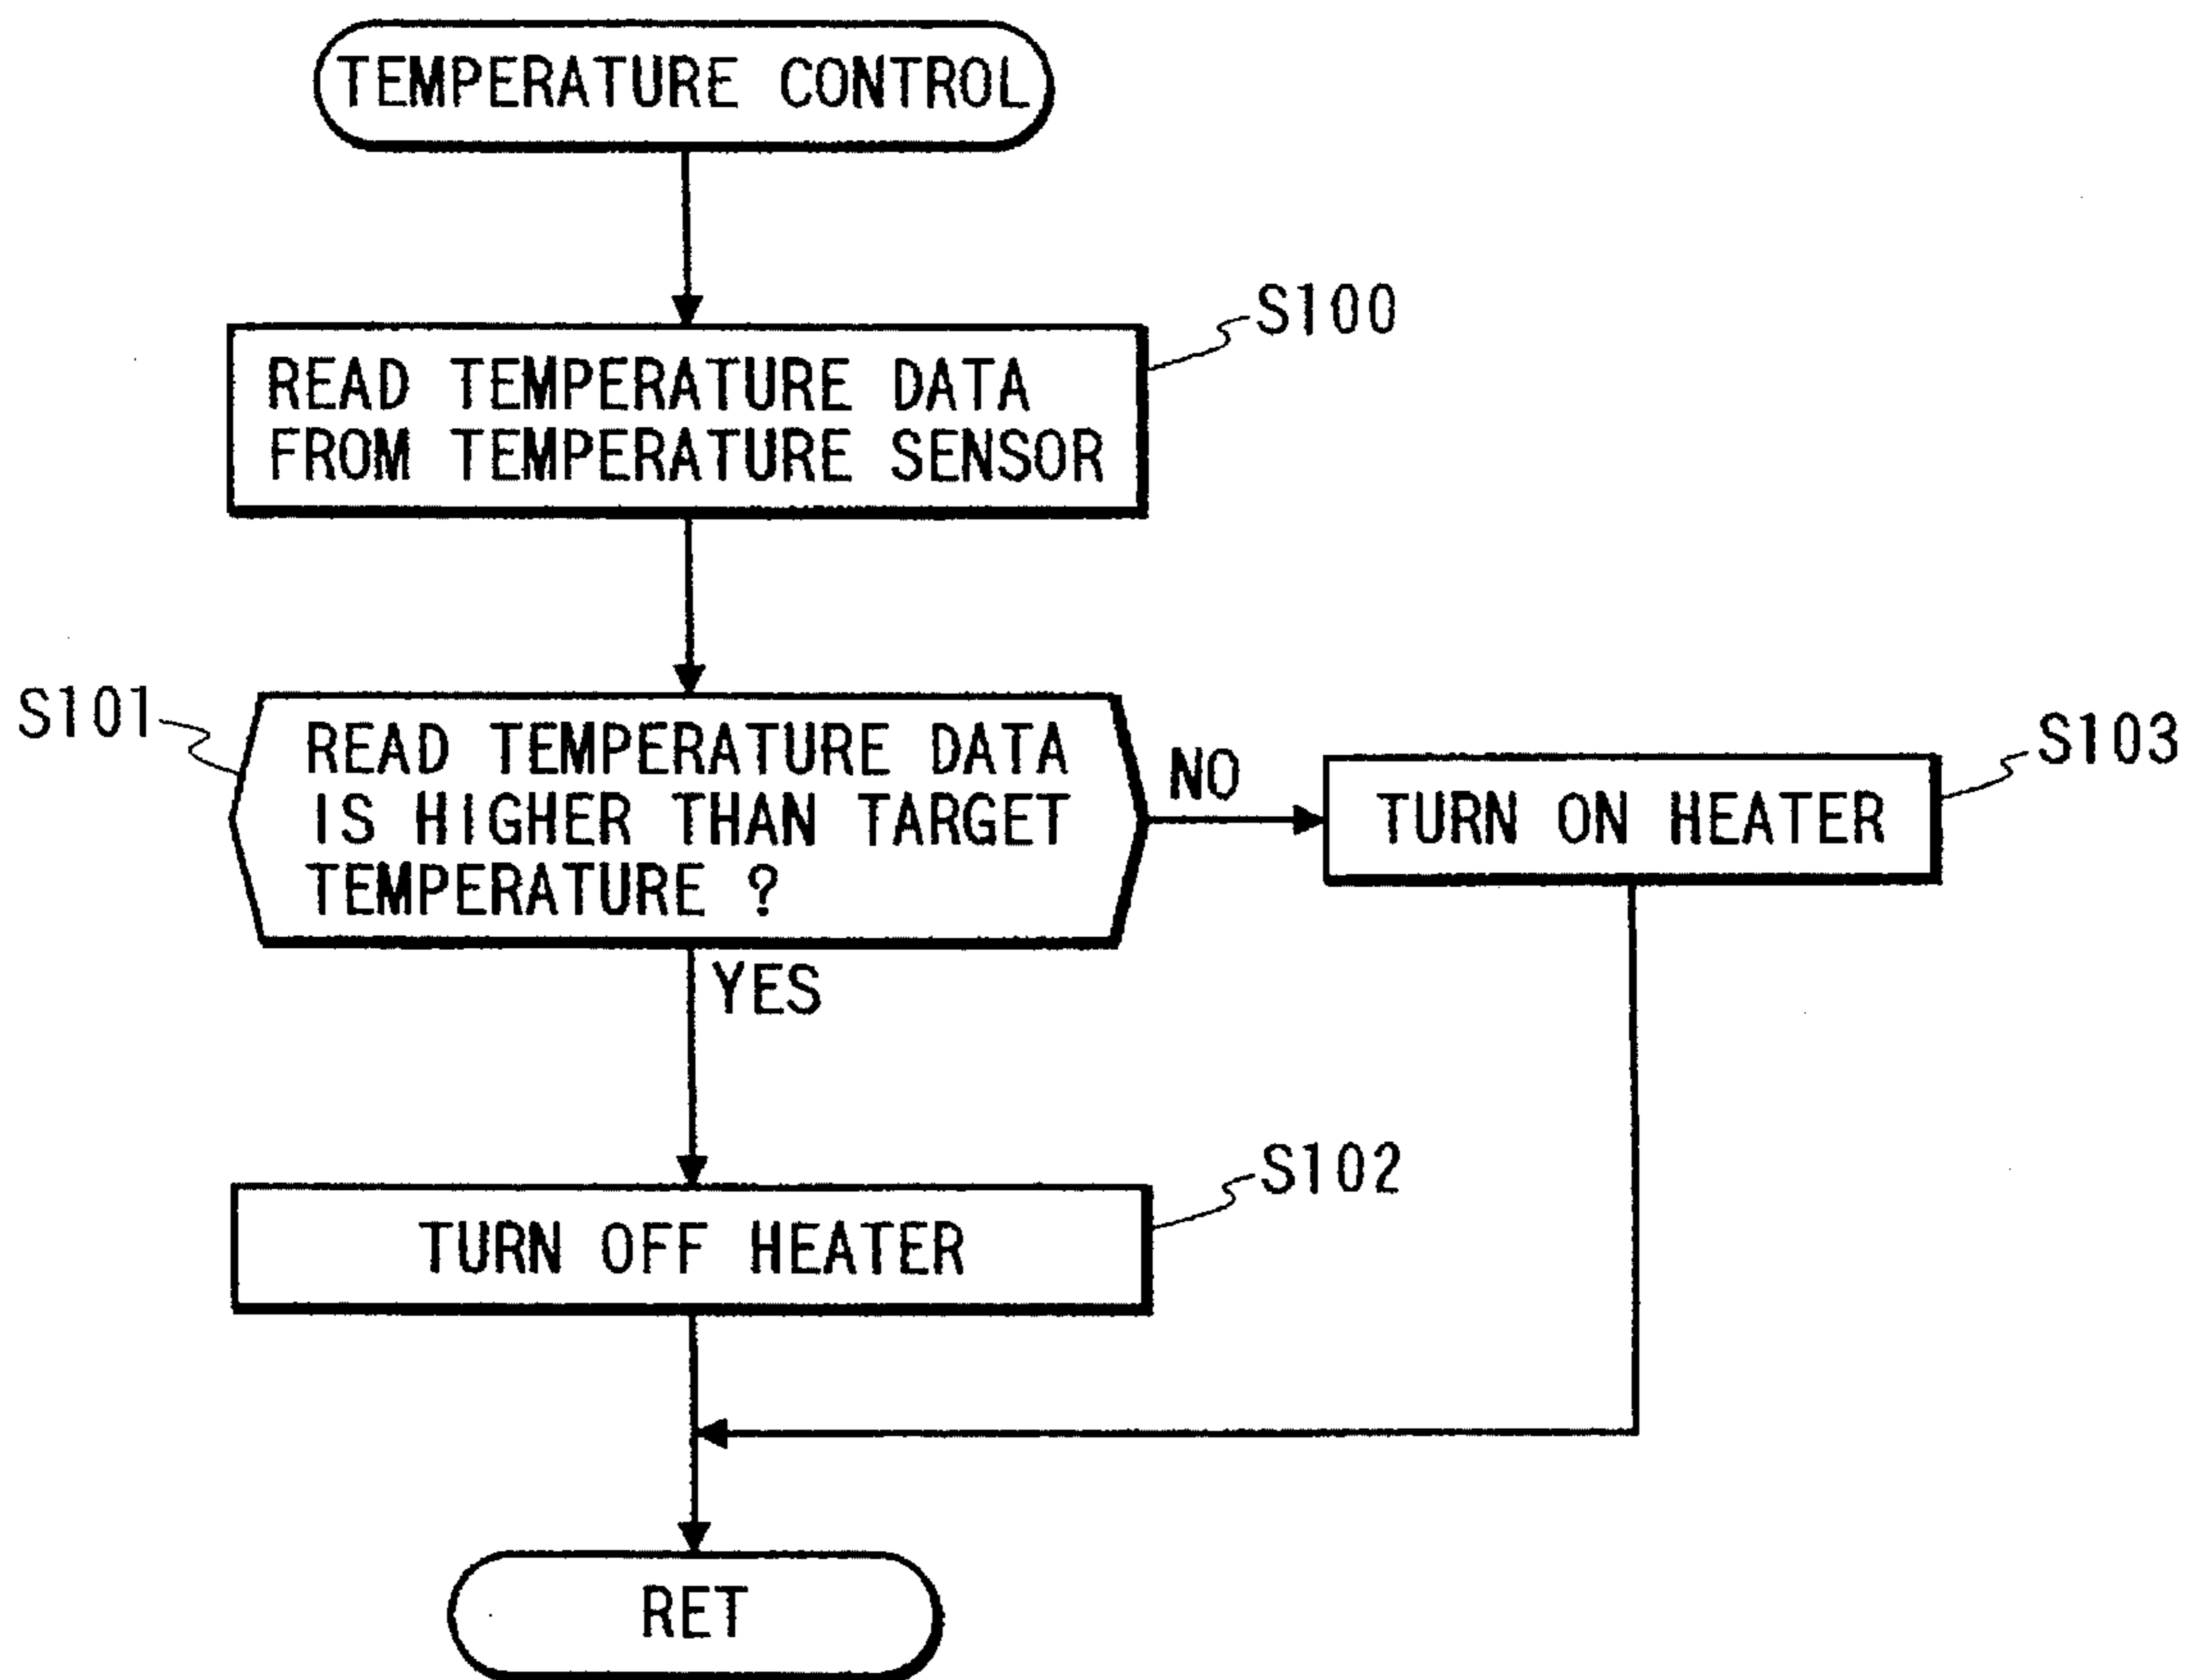 TEMPERATURE CONTROL
S100
READ TEMPERATURE DATA
FROM TEMPERATURE SENSOR
S101
READ TEMPERATURE DATA
IS HIGHER THAN TARGET
TEMPERATURE ?
NO
S103
TURN ON HEATER
YES
S102
TURN OFF HEATER
RET